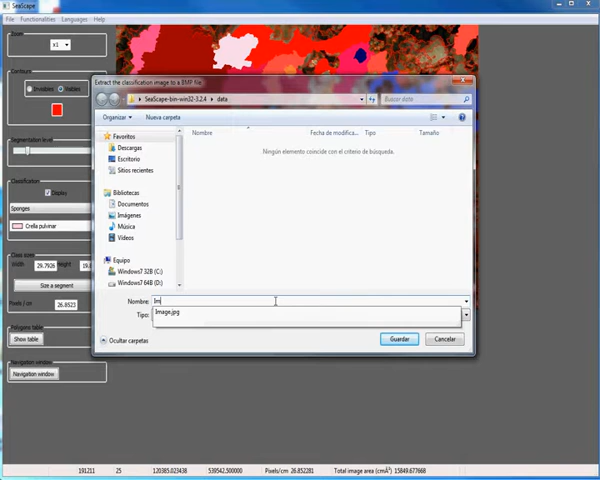 SeaScape
File Functionalities Languages Help
Zoom
x1
Contours
Invisibles Visibles
Segmentation level
Classification
Display
Sponges
Crella pulvinar
Class sizes
Width 29.7926 Height 19.8
Size a segment
Pixels / cm 26.8523
Polygons table
Show table
Navigation window
Navigation window
Extract the classification image to a BMP file
SeaScape-bin-win32-3.2.4 data
Buscar data
Organizar Nueva carpeta
Favoritos
Descargas
Escritorio
Sitios recientes
Bibliotecas
Documentos
Imágenes
Música
Vídeos
Equipo
Windows7 32B (C:)
Windows7 64B (D:)
Nombre Fecha de modifica... Tipo Tamaño
Ningún elemento coincide con el criterio de búsqueda.
Nombre: Im
Image.jpg
Tipo:
Ocultar carpetas
Guardar Cancelar
191211 25 120385.023438 539542.500000 Pixels/cm 26.852281 Total image area (cmÂ²) 15849.677668